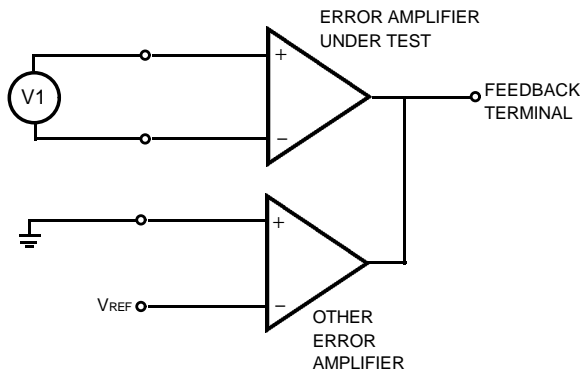 ERROR AMPLIFIER
UNDER TEST
+
V1
FEEDBACK
TERMINAL
−
+
VREF
−
OTHER
ERROR
AMPLIFIER